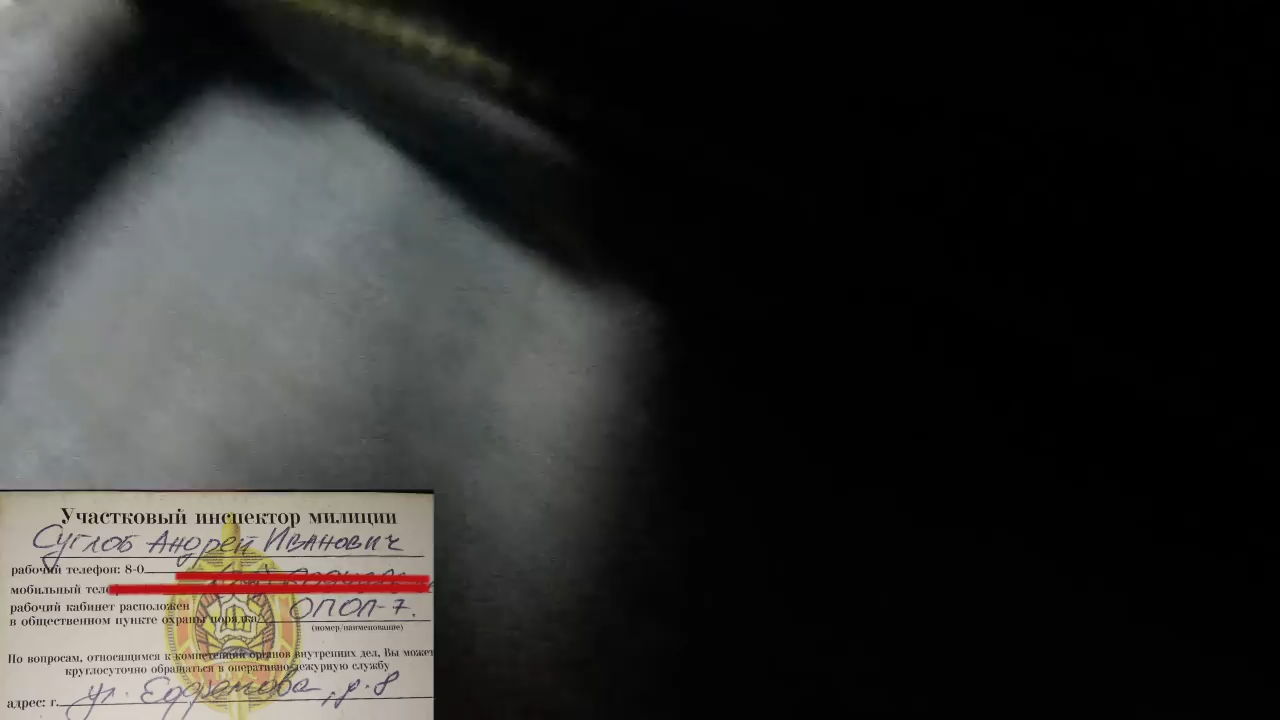 Участковый инспектор милиции
Суглоб Андрей Иванович
рабочий телефон: 8-0
мобильный теле
рабочий кабинет расположен
в общественном пункте охраны порядка ОПОП-7.
(номер/наименование)
По вопросам, относящимся к компетенции органов внутренних дел, Вы может
круглосуточно обращаться в оперативно-дежурную службу
адрес: г. ул. Ефремова, д. 8